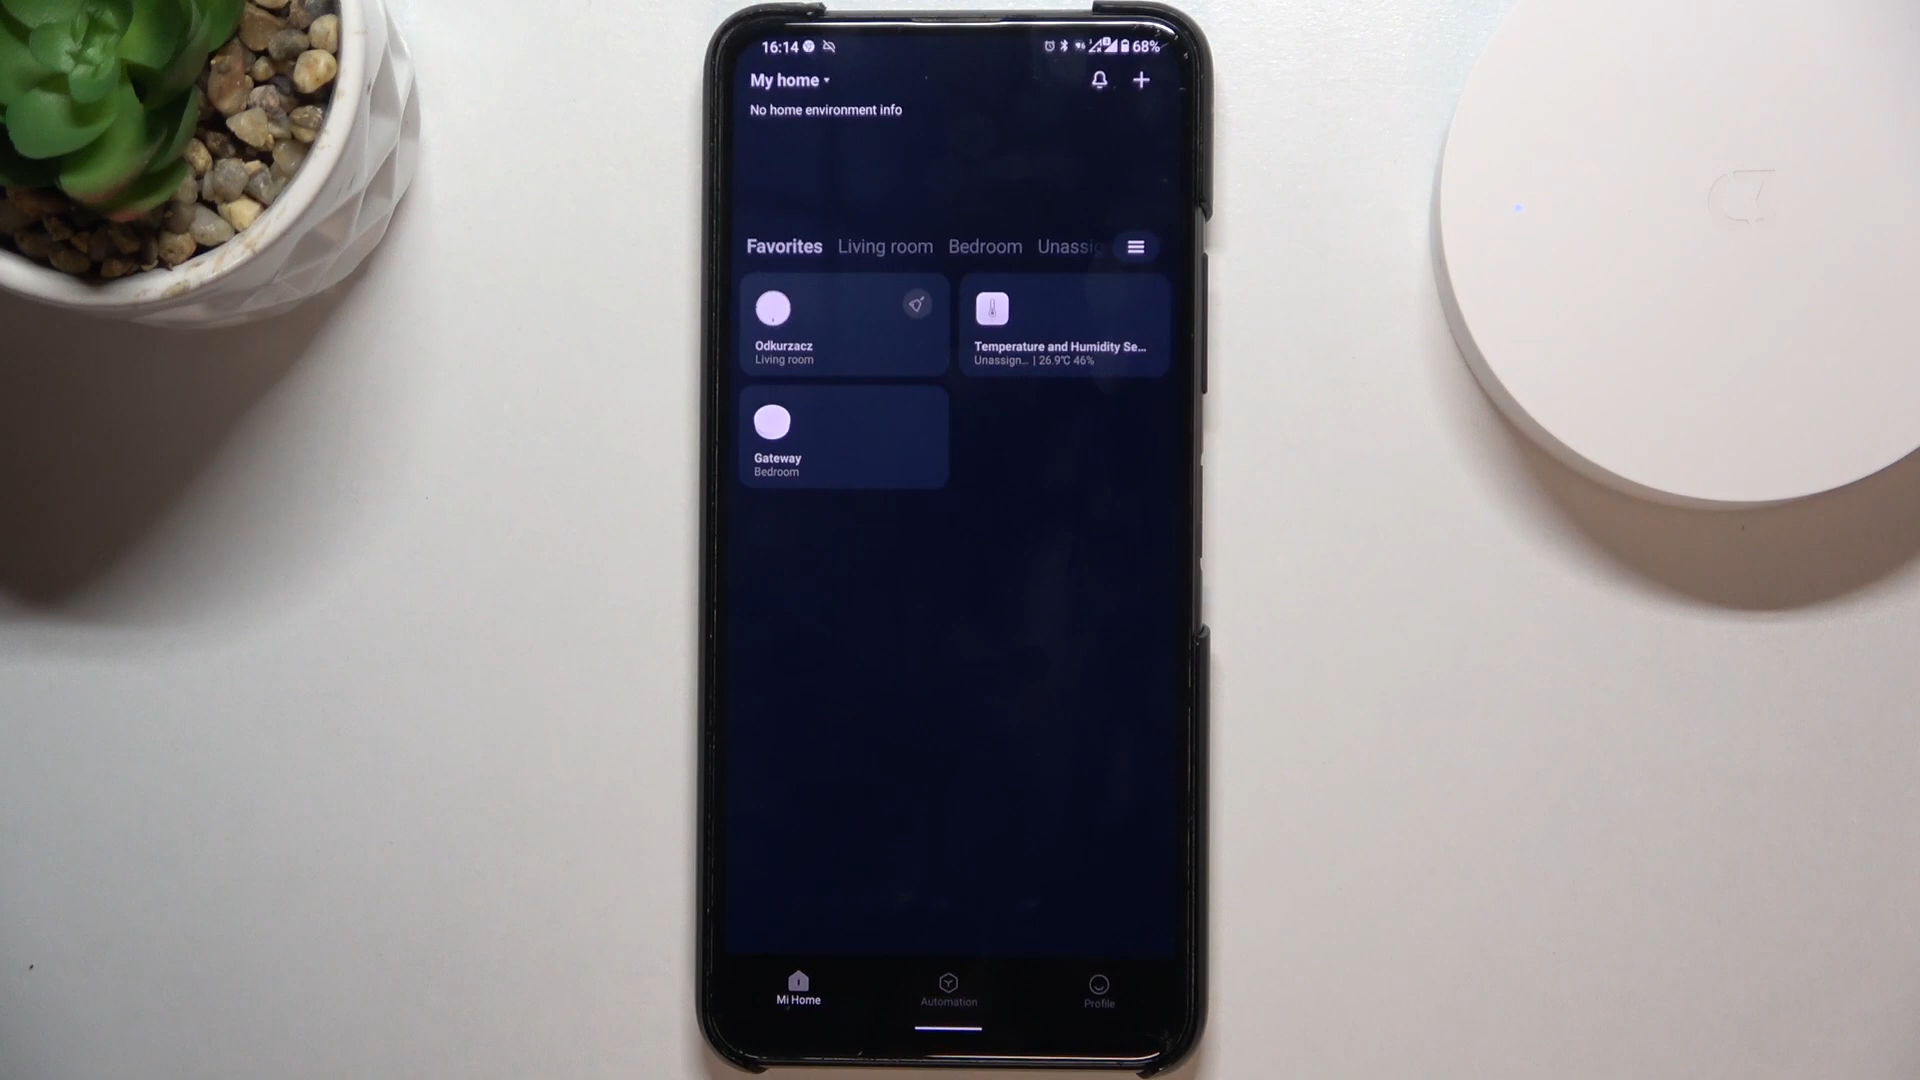 16:14 68%
My home
No home environment info
Favorites Living room Bedroom Unassig
Odkurzacz
Living room
Temperature and Humidity Se...
Unassign... | 26.9℃ 46%
Gateway
Bedroom
Mi Home Automation Profile